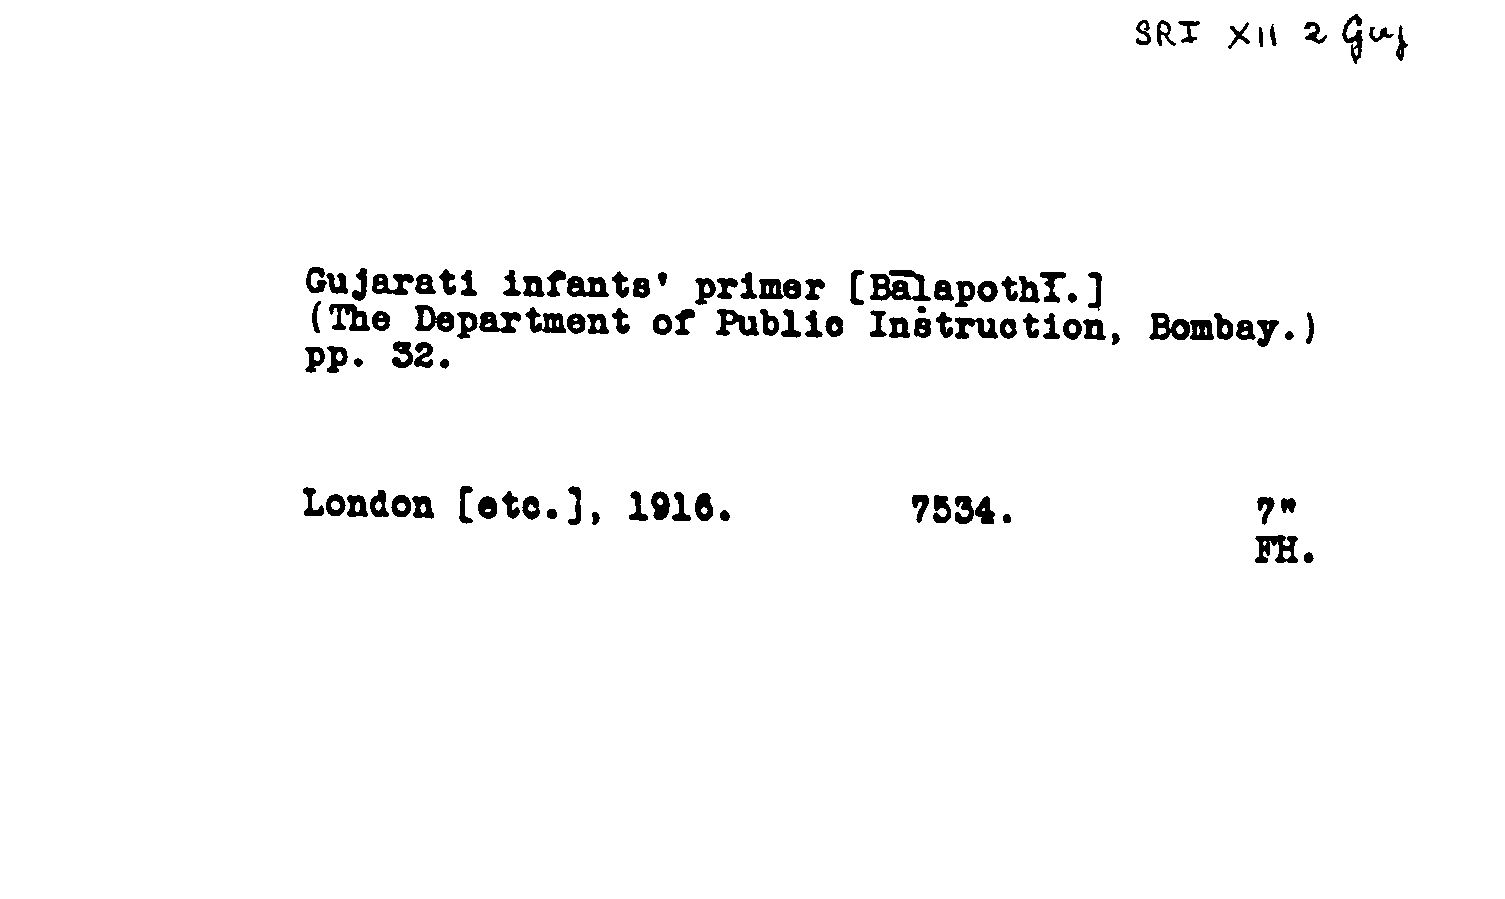 SRI XII 2 Guj
Gujarati infants' primer [Bāḷapothī.]
(The Department of Public Instruction, Bombay.)
pp. 32.
London [etc.], 1916. 7534. 7"
FH.